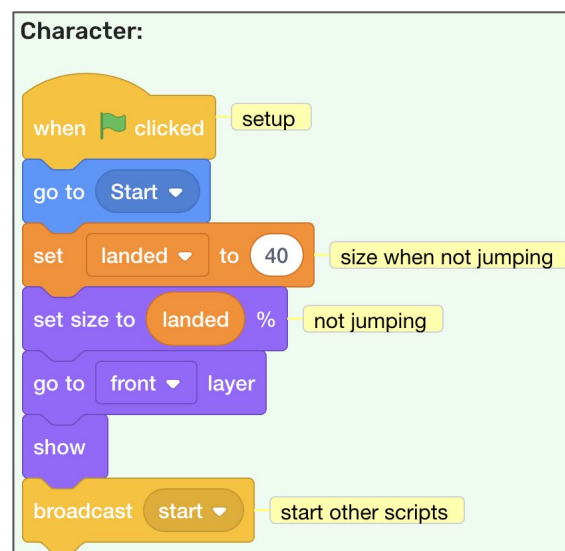 Character:
when clicked
setup
go to Start
set landed to 40
size when not jumping
set size to landed %
not jumping
go to front layer
show
broadcast start
start other scripts